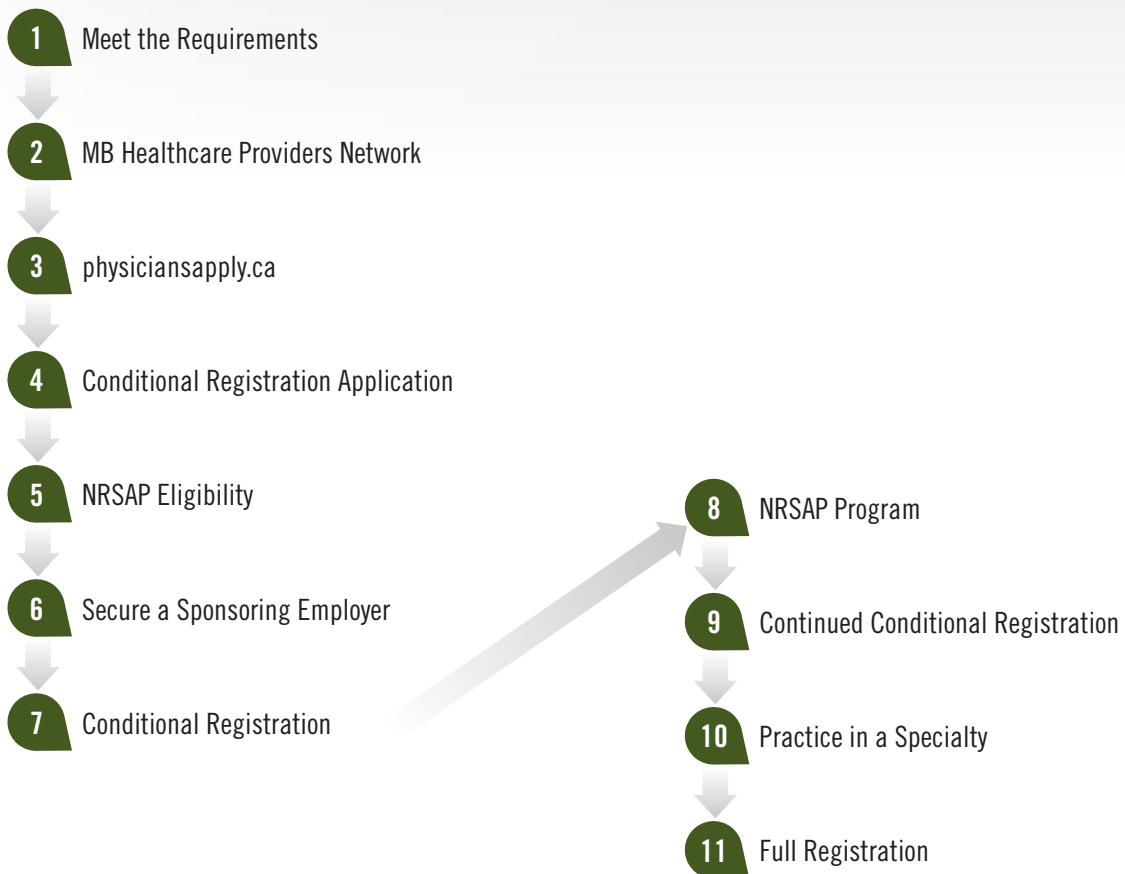 1 Meet the Requirements
2 MB Healthcare Providers Network
3 physiciansapply.ca
4 Conditional Registration Application
5 NRSAP Eligibility
6 Secure a Sponsoring Employer
7 Conditional Registration
8 NRSAP Program
9 Continued Conditional Registration
10 Practice in a Specialty
11 Full Registration